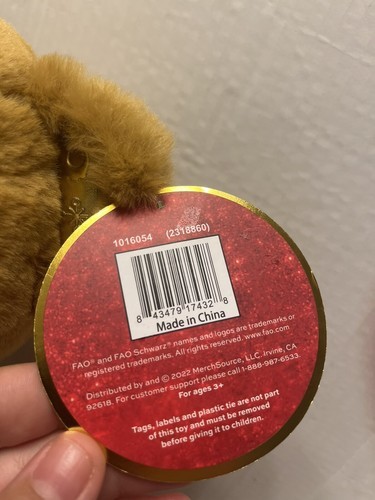 1016054 (2318860)
8 43479 17432 8
Made in China
FAO® and FAO Schwarz® names and logos are trademarks or
registered trademarks. All rights reserved. www.fao.com
Distributed by and © 2022 MerchSource, LLC. Irvine, CA
92618. For customer support please call 1-888-987-6533.
For ages 3+
Tags, labels and plastic tie are not part
of this toy and must be removed
before giving it to children.